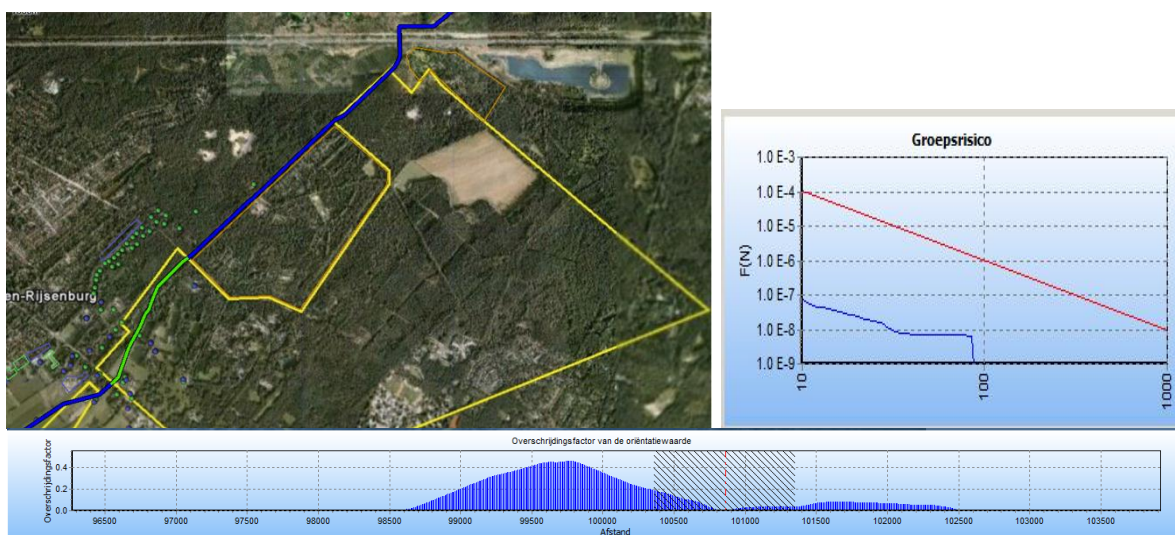 en-Rijsenburg
Groepsrisico
1.0 E-3
1.0 E-4
1.0 E-5
1.0 E-6
1.0 E-7
1.0 E-8
1.0 E-9
F(N)
10
100
1000
Overschrijdingsfactor van de oriëntatiewaarde
Overschrijdingsfactor
0.4
0.2
0.0
96500 97000 97500 98000 98500 99000 99500 100000 100500 101000 101500 102000 102500 103000 103500
Afstand